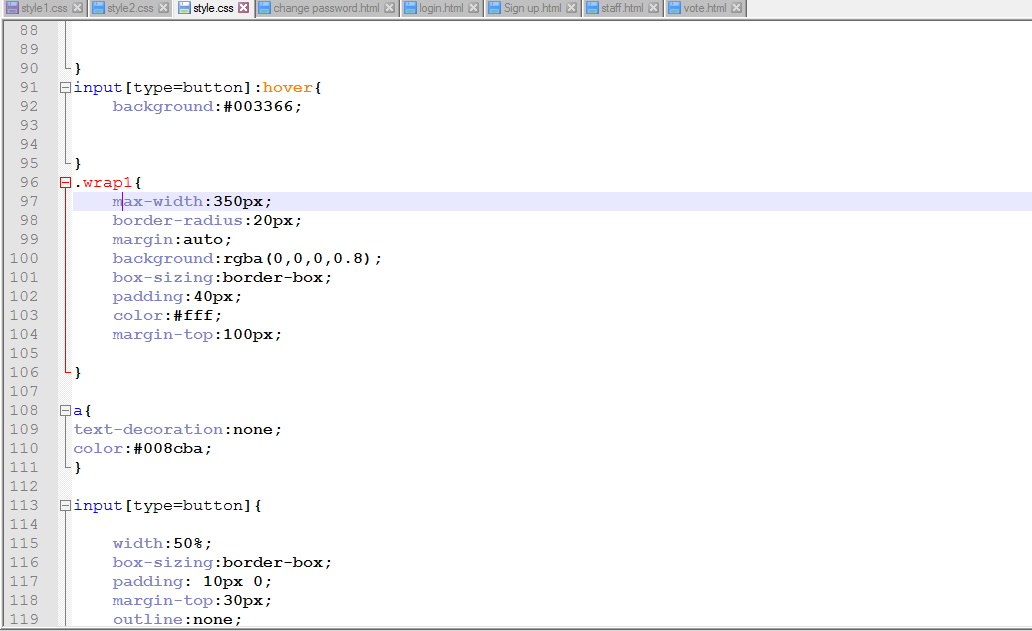 style1.css style2.css style.css change password.html login.html Sign up.html staff.html vote.html
88
89
90 }
91 input[type=button]:hover{
92 background:#003366;
93
94
95 }
96 .wrap1{
97 max-width:350px;
98 border-radius:20px;
99 margin:auto;
100 background:rgba(0,0,0,0.8);
101 box-sizing:border-box;
102 padding:40px;
103 color:#fff;
104 margin-top:100px;
105
106 }
107
108 a{
109 text-decoration:none;
110 color:#008cba;
111 }
112
113 input[type=button]{
114
115 width:50%;
116 box-sizing:border-box;
117 padding: 10px 0;
118 margin-top:30px;
119 outline:none;